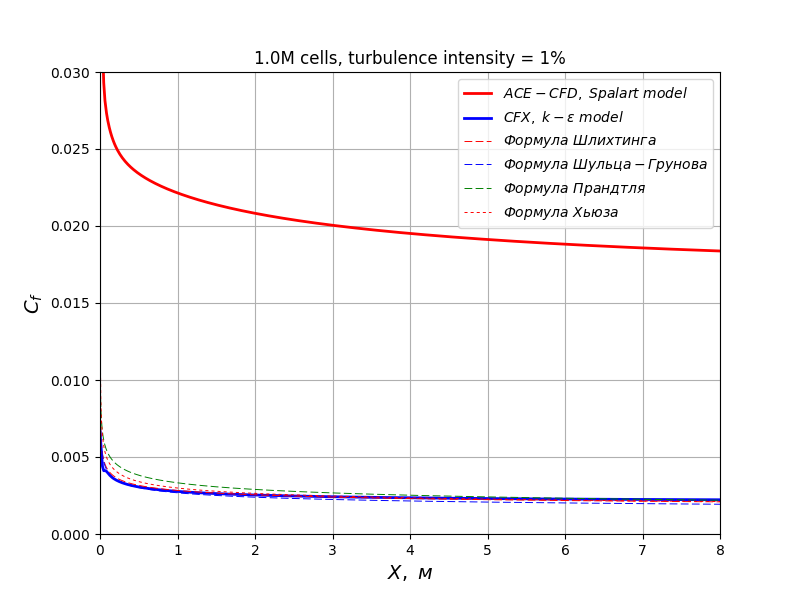 1.0M cells, turbulence intensity = 1%
0.030
0.025
0.020
0.015
0.010
0.005
0.000
C_f
ACE − CFD, Spalart model
CFX, k − ε model
Формула Шлихтинга
Формула Шульца − Грунова
Формула Прандтля
Формула Хьюза
0 1 2 3 4 5 6 7 8
X, м